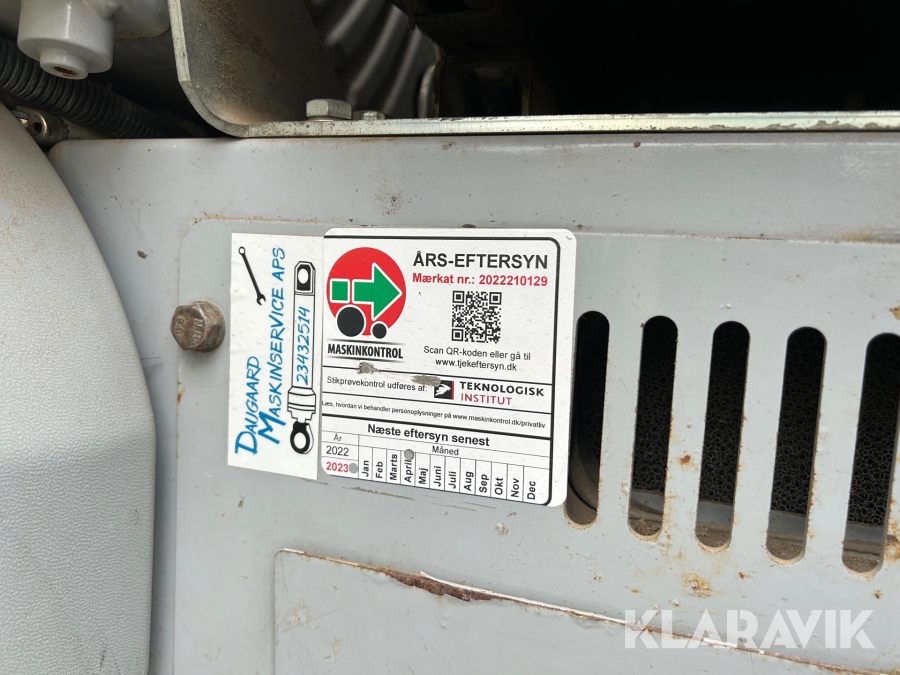 DALGAARD
MASKINSERVICE APS
23432514
ÅRS-EFTERSYN
Mærkat nr.: 2022210129
MASKINKONTROL
Scan QR-koden eller gå til
www.tjekeftersyn.dk
Stikprøvekontrol udføres af:
TEKNOLOGISK
INSTITUT
Læs, hvordan vi behandler personoplysninger på www.maskinkontrol.dk/privatliv
Næste eftersyn senest
År
Måned
2022
2023
Jan
Feb
Marts
April
Maj
Juni
Juli
Aug
Sep
Okt
Nov
Dec
KLARAVIK